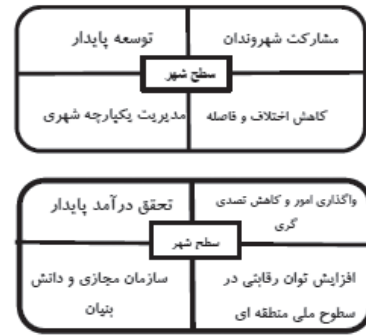 مشارکت شهروندان
توسعه پایدار
سطح شهر
کاهش اختلاف و فاصله
مدیریت یکپارچه شهری
واگذاری امور و کاهش تصدی
گری
تحقق درآمد پایدار
سطح شهر
افزایش توان رقابتی در
سطوح ملی منطقه ای
سازمان مجازی و دانش
بنیان